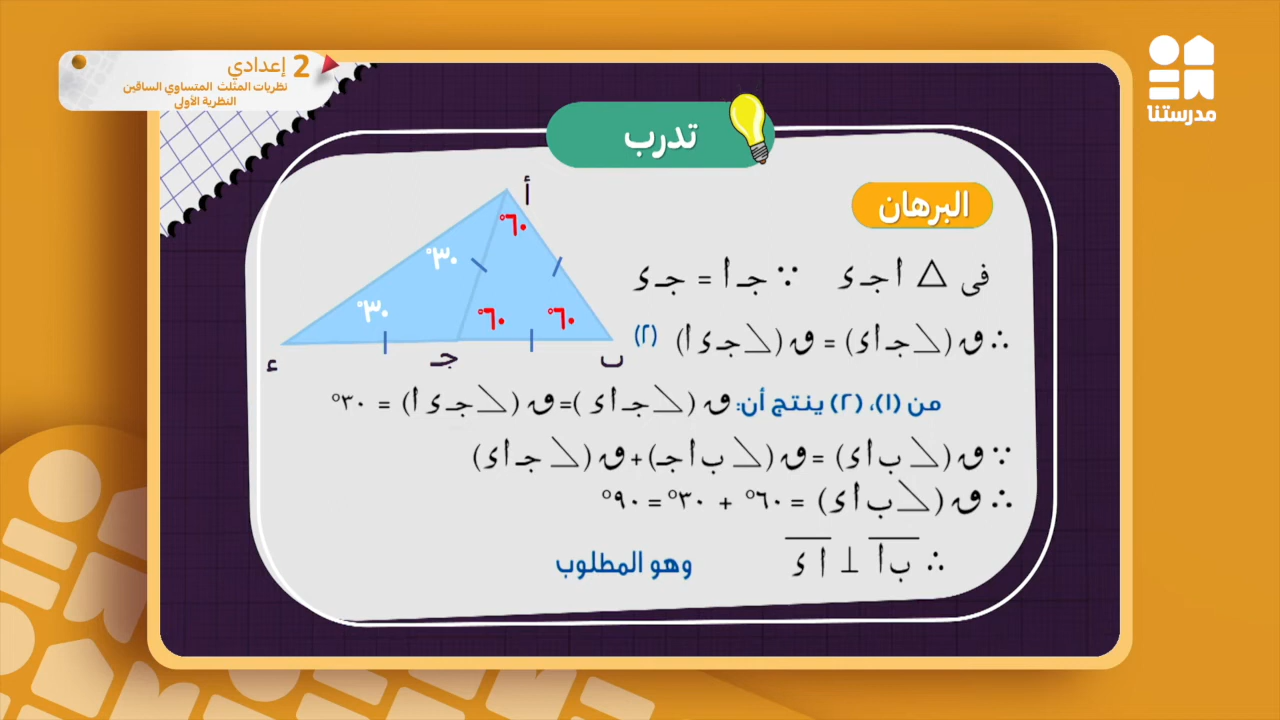 2 إعدادي
نظريات المثلث المتساوي الساقين
النظرية الأولى
مدرستنا
تدرب
البرهان
أ
°٦٠
°٣٠
°٣٠
°٦٠
°٦٠
ء
جـ
ب
فى △ أ جـ ء ∵ جـ أ = جـ ء
∴ ق (∠ جـ أ ء) = ق (∠ جـ ء أ) (٢)
من (١)، (٢) ينتج أن: ق (∠ جـ أ ء) = ق (∠ جـ ء أ) = ٣٠°
∵ ق (∠ ب أ ء) = ق (∠ ب أ جـ) + ق (∠ جـ أ ء)
∴ ق (∠ ب أ ء) = ٦٠° + ٣٠° = ٩٠°
∴ ب أ ⊥ أ ء وهو المطلوب